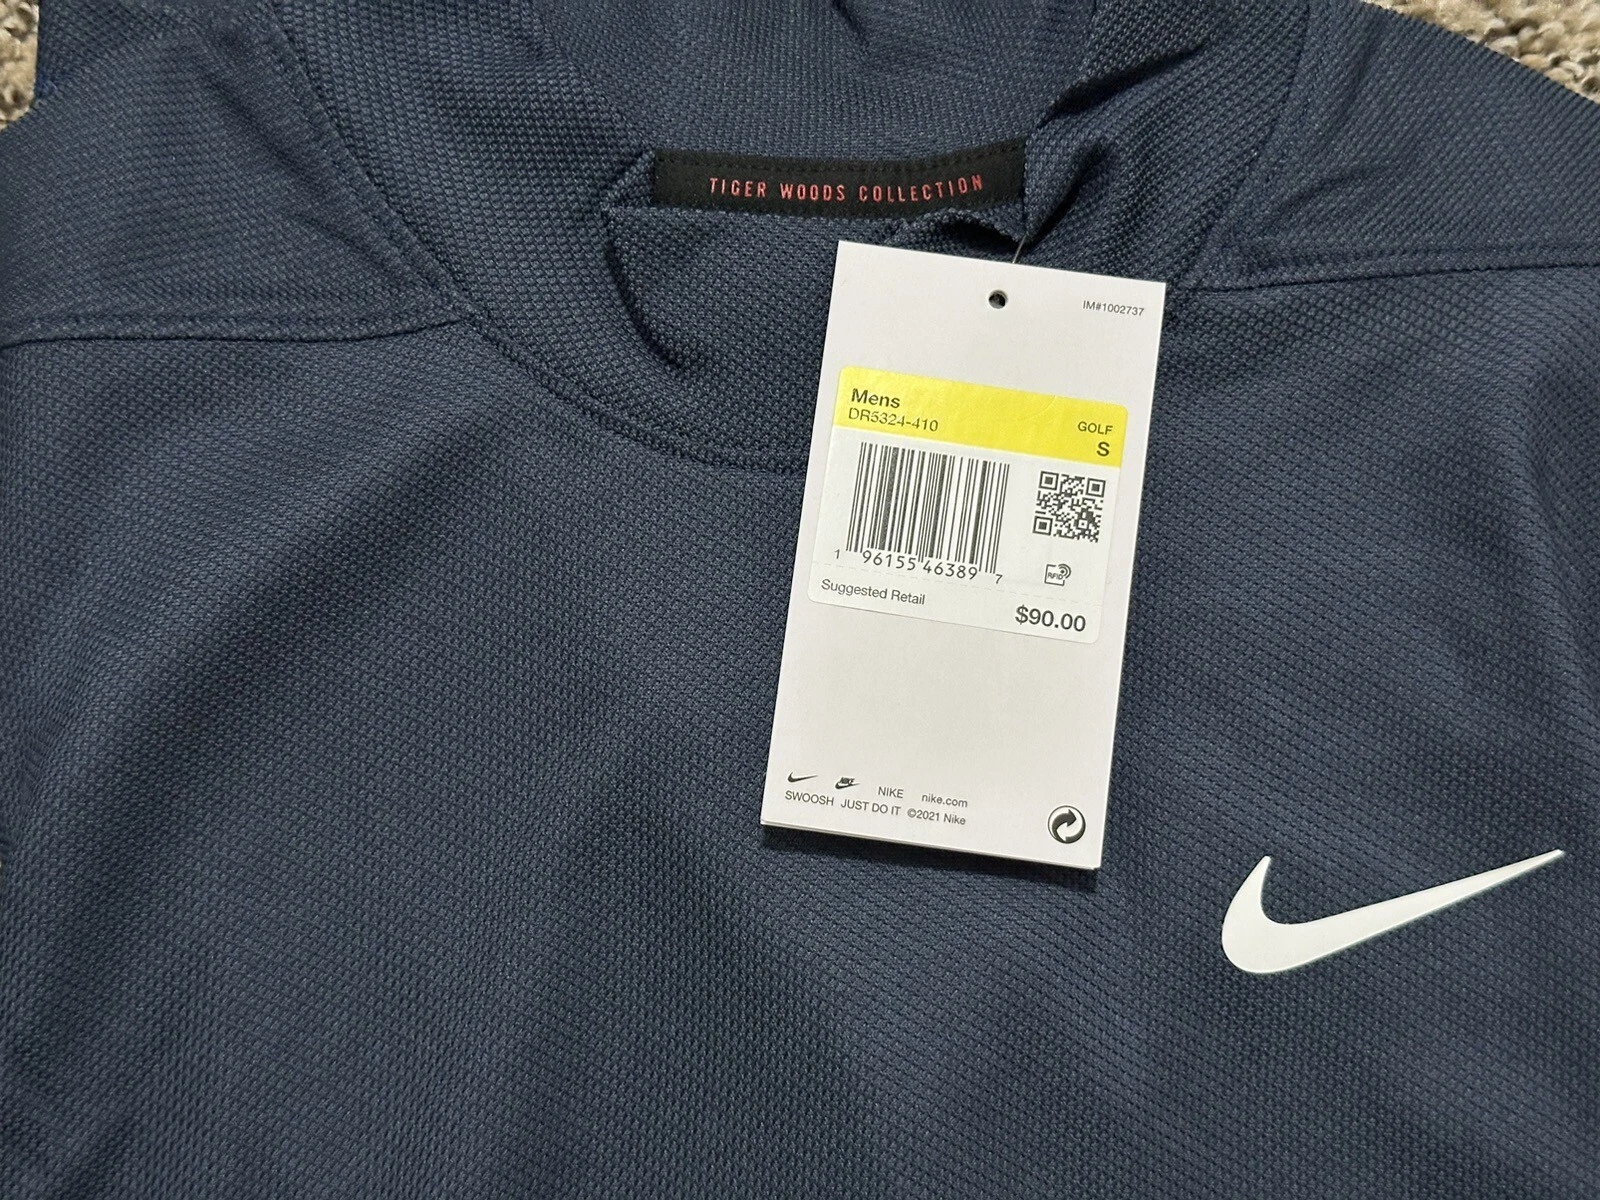 TIGER WOODS COLLECTION
IM#1002737
Mens
DR5324-410
GOLF
S
1 96155 46389 7
RFID
Suggested Retail
$90.00
NIKE
NIKE nike.com
SWOOSH JUST DO IT ©2021 Nike